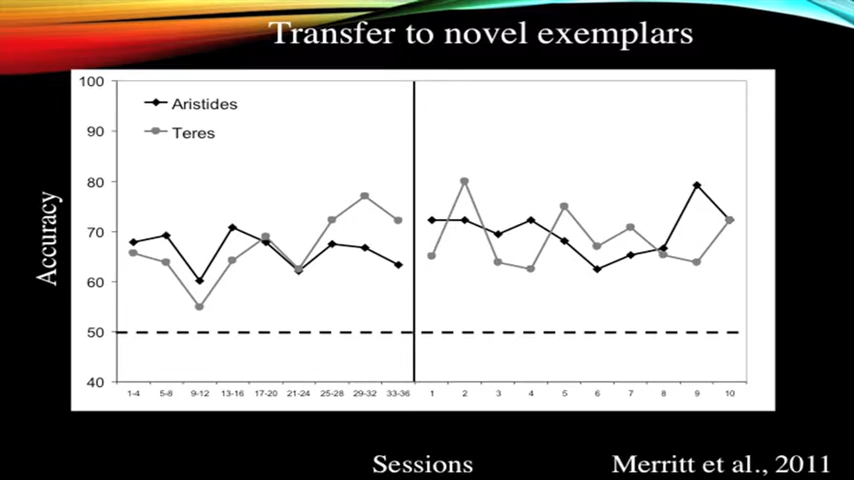 Transfer to novel exemplars
100
90
80
70
60
50
40
Aristides
Teres
Accuracy
1-4 5-8 9-12 13-16 17-20 21-24 25-28 29-32 33-36 1 2 3 4 5 6 7 8 9 10
Sessions
Merritt et al., 2011